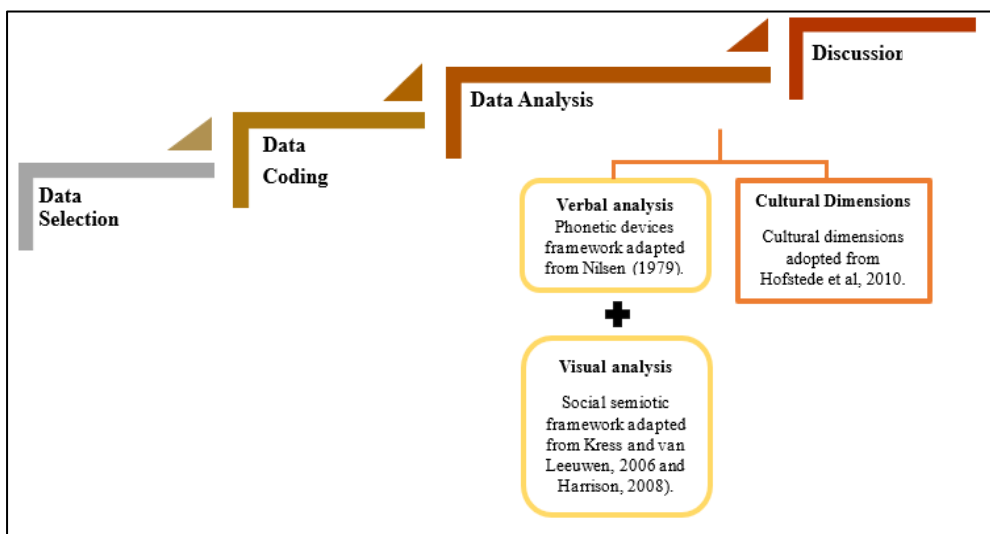 Data
Selection
Data
Coding
Data Analysis
Discussion
Verbal analysis
Phonetic devices
framework adapted
from Nilsen (1979).
Visual analysis
Social semiotic
framework adapted
from Kress and van
Leeuwen, 2006 and
Harrison, 2008).
Cultural Dimensions
Cultural dimensions
adopted from
Hofstede et al, 2010.